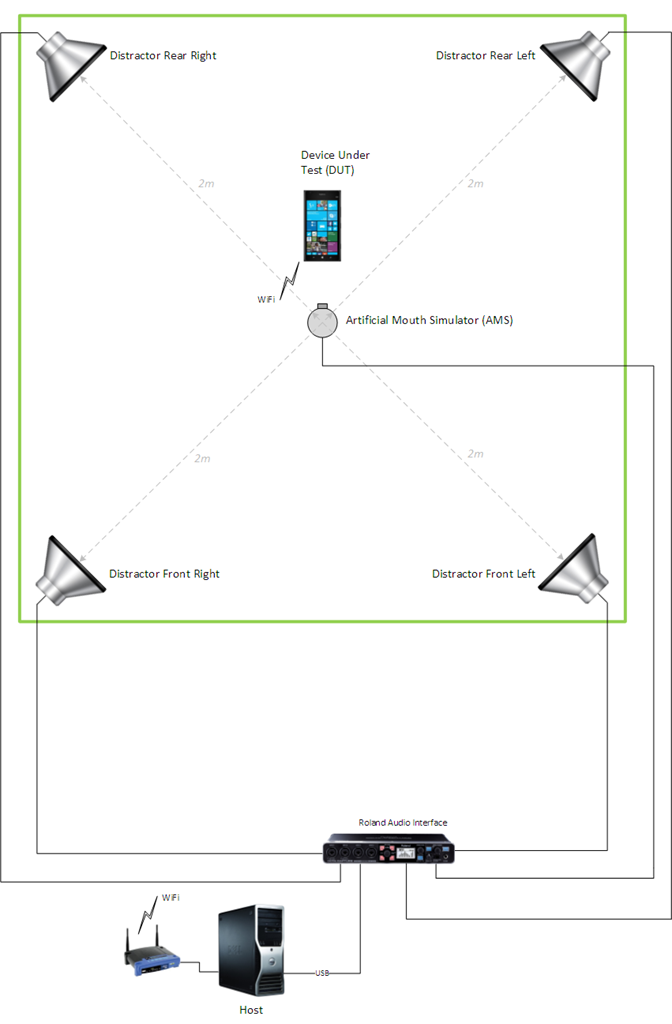 Distractor Rear Right
Distractor Rear Left
Device Under
Test (DUT)
2m
2m
WiFi
Artificial Mouth Simulator (AMS)
2m
2m
Distractor Front Right
Distractor Front Left
Roland Audio Interface
WiFi
USB
Host